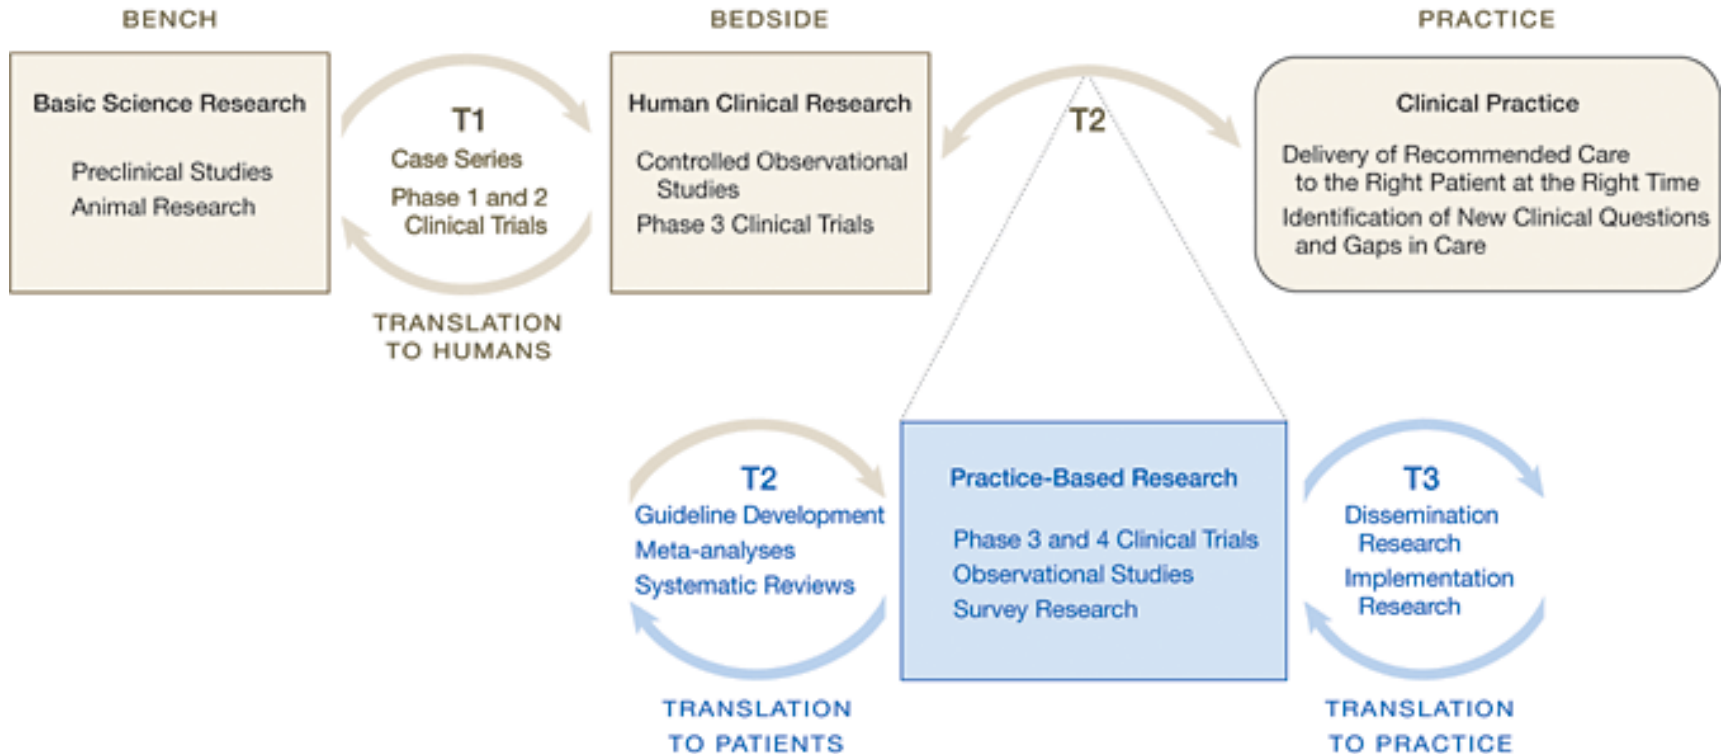 BENCH
BEDSIDE
PRACTICE
Basic Science Research
Preclinical Studies
Animal Research
T1
Case Series
Phase 1 and 2
Clinical Trials
TRANSLATION
TO HUMANS
Human Clinical Research
Controlled Observational
Studies
Phase 3 Clinical Trials
T2
Clinical Practice
Delivery of Recommended Care
to the Right Patient at the Right Time
Identification of New Clinical Questions
and Gaps in Care
T2
Guideline Development
Meta-analyses
Systematic Reviews
TRANSLATION
TO PATIENTS
Practice-Based Research
Phase 3 and 4 Clinical Trials
Observational Studies
Survey Research
T3
Dissemination
Research
Implementation
Research
TRANSLATION
TO PRACTICE